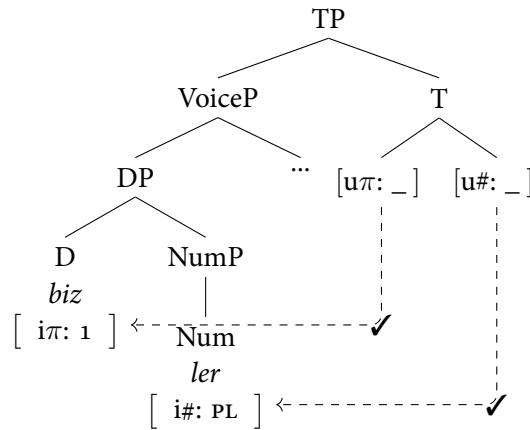 TP
VoiceP T
DP ... [uπ: _] [u#: _]
D NumP
biz
[ iπ: 1 ] ✓
Num
ler
[ i#: PL ] ✓